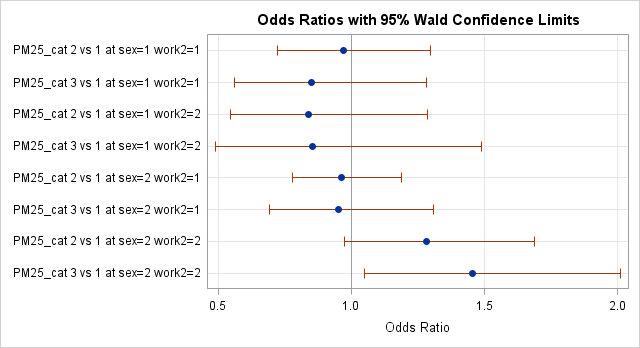 Odds Ratios with 95% Wald Confidence Limits
PM25_cat 2 vs 1 at sex=1 work2=1
PM25_cat 3 vs 1 at sex=1 work2=1
PM25_cat 2 vs 1 at sex=1 work2=2
PM25_cat 3 vs 1 at sex=1 work2=2
PM25_cat 2 vs 1 at sex=2 work2=1
PM25_cat 3 vs 1 at sex=2 work2=1
PM25_cat 2 vs 1 at sex=2 work2=2
PM25_cat 3 vs 1 at sex=2 work2=2
0.5 1.0 1.5 2.0
Odds Ratio